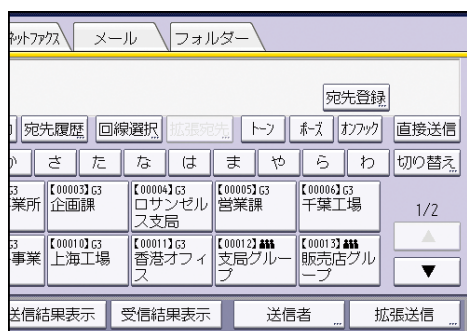 ネットファクス メール フォルダー
宛先登録
宛先履歴 回線選択 拡張宛先 トーン ポーズ オンフック 直接送信
か さ た な は ま や ら わ 切り替え
G3 【00003】G3 【00004】G3 【00005】G3 【00006】G3
業所 企画課 ロサンゼル 営業課 千葉工場
ス支局
1/2
G3 【00010】G3 【00011】G3 【00012】 【00013】
事業 上海工場 香港オフィ 支局グルー 販売店グル
ス プ ープ
送信結果表示 受信結果表示 送信者 拡張送信